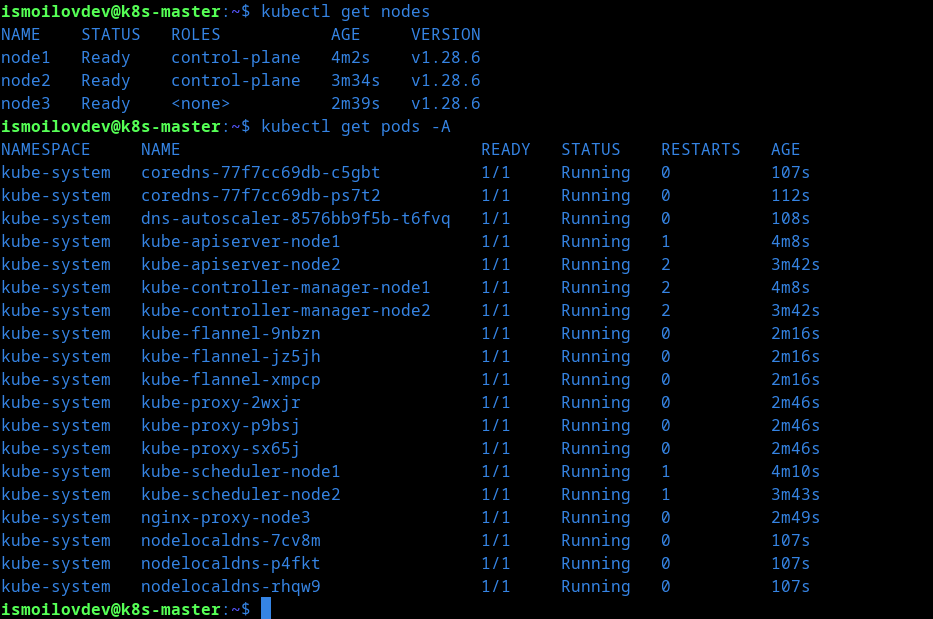 ismoilovdev@k8s-master:~$ kubectl get nodes
NAME    STATUS   ROLES           AGE     VERSION
node1   Ready    control-plane   4m2s    v1.28.6
node2   Ready    control-plane   3m34s   v1.28.6
node3   Ready    <none>          2m39s   v1.28.6
ismoilovdev@k8s-master:~$ kubectl get pods -A
NAMESPACE     NAME                              READY   STATUS    RESTARTS   AGE
kube-system   coredns-77f7cc69db-c5gbt          1/1     Running   0          107s
kube-system   coredns-77f7cc69db-ps7t2          1/1     Running   0          112s
kube-system   dns-autoscaler-8576bb9f5b-t6fvq   1/1     Running   0          108s
kube-system   kube-apiserver-node1              1/1     Running   1          4m8s
kube-system   kube-apiserver-node2              1/1     Running   2          3m42s
kube-system   kube-controller-manager-node1     1/1     Running   2          4m8s
kube-system   kube-controller-manager-node2     1/1     Running   2          3m42s
kube-system   kube-flannel-9nbzn                1/1     Running   0          2m16s
kube-system   kube-flannel-jz5jh                1/1     Running   0          2m16s
kube-system   kube-flannel-xmpcp                1/1     Running   0          2m16s
kube-system   kube-proxy-2wxjr                  1/1     Running   0          2m46s
kube-system   kube-proxy-p9bsj                  1/1     Running   0          2m46s
kube-system   kube-proxy-sx65j                  1/1     Running   0          2m46s
kube-system   kube-scheduler-node1              1/1     Running   1          4m10s
kube-system   kube-scheduler-node2              1/1     Running   1          3m43s
kube-system   nginx-proxy-node3                 1/1     Running   0          2m49s
kube-system   nodelocaldns-7cv8m                1/1     Running   0          107s
kube-system   nodelocaldns-p4fkt                1/1     Running   0          107s
kube-system   nodelocaldns-rhqw9                1/1     Running   0          107s
ismoilovdev@k8s-master:~$